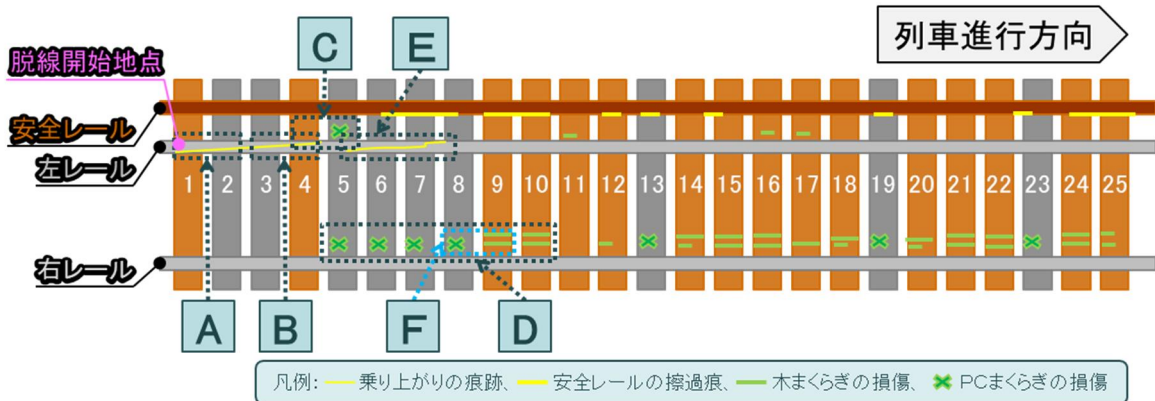 C
E
列車進行方向
脱線開始地点
安全レール
左レール
1 2 3 4 5 6 7 8 9 10 11 12 13 14 15 16 17 18 19 20 21 22 23 24 25
右レール
A
B
F
D
凡例: 乗り上がりの痕跡、 安全レールの擦過痕、 木まくらぎの損傷、 PCまくらぎの損傷